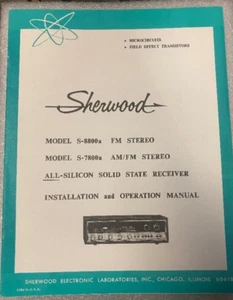 • MICROCIRCUITS
• FIELD EFFECT TRANSISTORS
Sherwood
MODEL S-8800a FM STEREO
MODEL S-7800a AM/FM STEREO
ALL-SILICON SOLID STATE RECEIVER
INSTALLATION and OPERATION MANUAL
SHERWOOD ELECTRONIC LABORATORIES, INC., CHICAGO, ILLINOIS